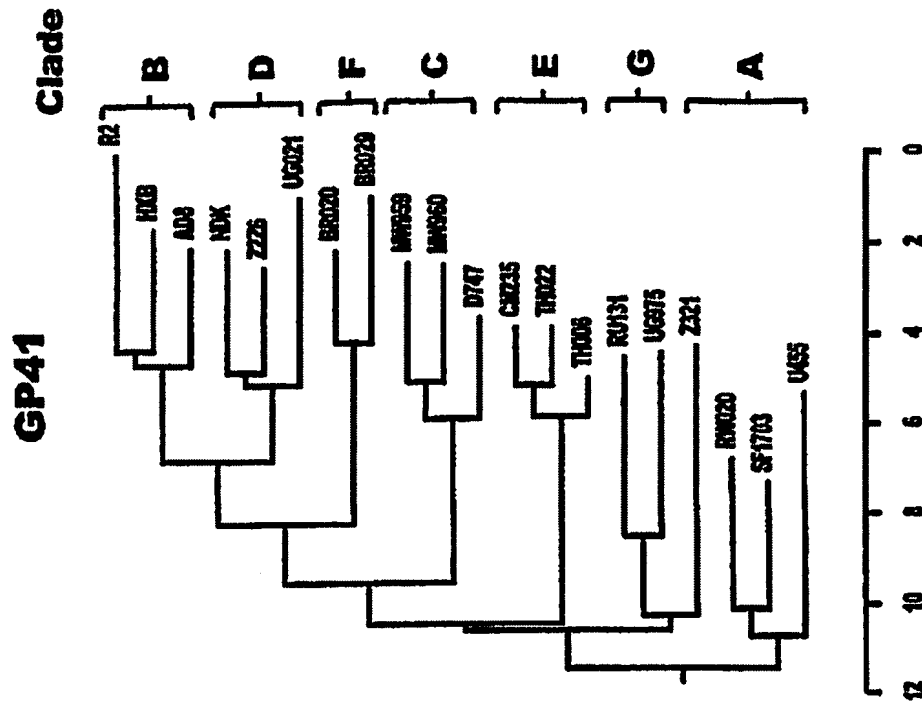 GP41
Clade
B
D
F
C
E
G
A
R2
HXB
AD8
NDK
Z226
UG021
BR020
BR029
MW959
MW960
D747
CM235
TH022
TH006
RU131
UG975
Z321
RW020
SF1703
U455
12
10
8
6
4
2
0